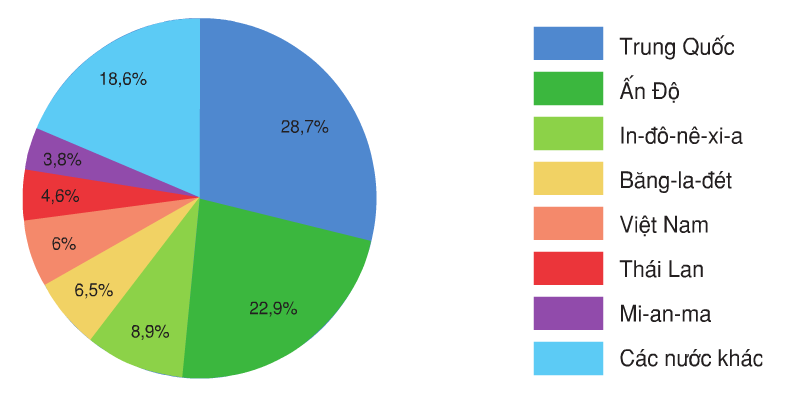 18,6%
28,7%
3,8%
4,6%
6%
6,5%
8,9%
22,9%
Trung Quốc
Ấn Độ
In-đô-nê-xi-a
Băng-la-đét
Việt Nam
Thái Lan
Mi-an-ma
Các nước khác